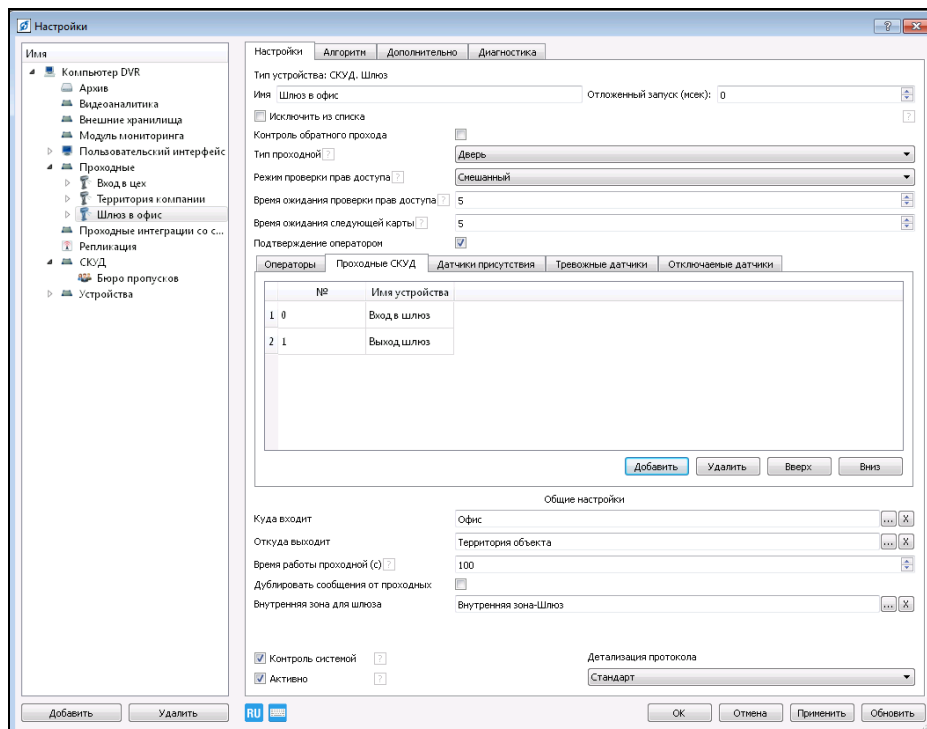 Настройки
Имя
Компьютер DVR
Архив
Видеоаналитика
Внешние хранилища
Модуль мониторинга
Пользовательский интерфейс
Проходные
Вход в цех
Территория компании
Шлюз в офис
Проходные интеграции со с...
Репликация
СКУД
Бюро пропусков
Устройства
Добавить Удалить
Настройки Алгоритм Дополнительно Диагностика
Тип устройства: СКУД. Шлюз
Имя Шлюз в офис Отложенный запуск (мсек): 0
Исключить из списка ?
Контроль обратного прохода
Тип проходной ? Дверь
Режим проверки прав доступа ? Смешанный
Время ожидания проверки прав доступа ? 5
Время ожидания следующей карты ? 5
Подтверждение оператором
Операторы Проходные СКУД Датчики присутствия Тревожные датчики Отключаемые датчики
№ Имя устройства
1 0 Вход в шлюз
2 1 Выход шлюз
Добавить Удалить Вверх Вниз
Общие настройки
Куда входит Офис ... X
Откуда выходит Территория объекта ... X
Время работы проходной (с) ? 100
Дублировать сообщения от проходных
Внутренняя зона для шлюза Внутренняя зона-Шлюз ... X
Контроль системой ? Детализация протокола
Активно ? Стандарт
RU ОК Отмена Применить Обновить